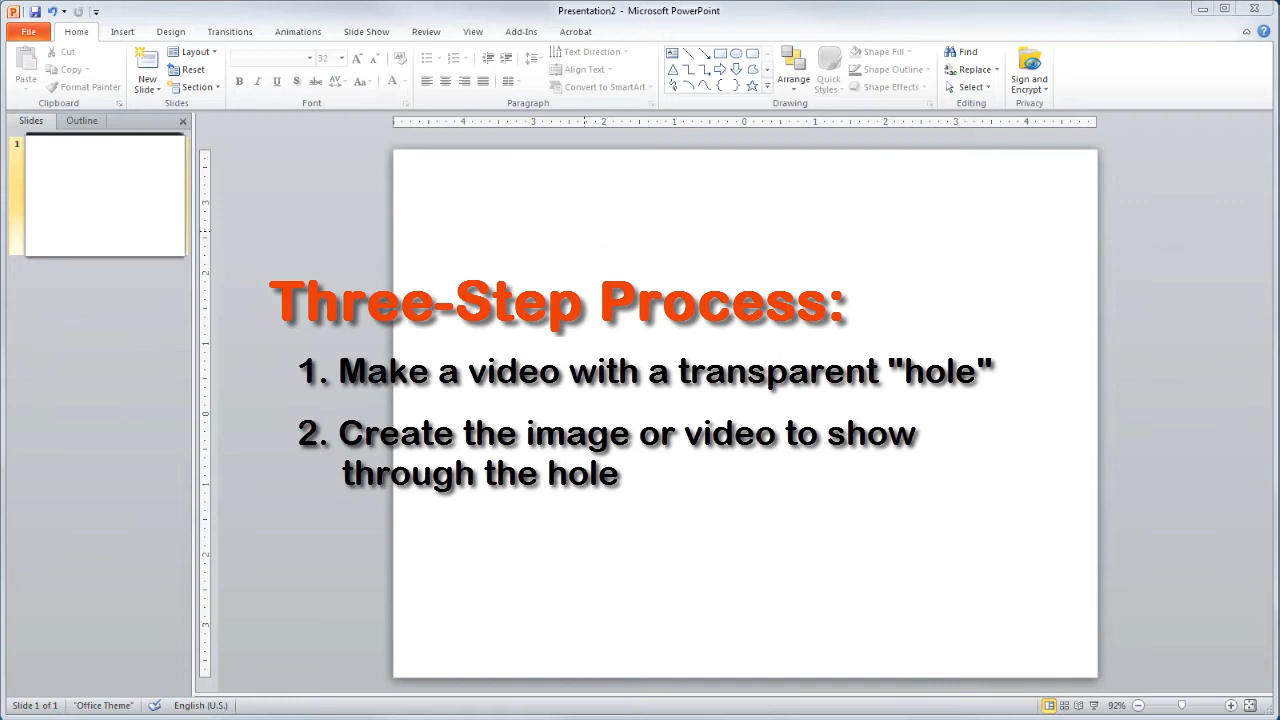 Presentation2 - Microsoft PowerPoint
File Home Insert Design Transitions Animations Slide Show Review View Add-Ins Acrobat
Paste Cut Copy Format Painter Clipboard
New Slide Layout Reset Section Slides
32 Font
Text Direction Align Text Convert to SmartArt Paragraph
Arrange Quick Styles Shape Fill Shape Outline Shape Effects Drawing
Find Replace Select Editing
Sign and Encrypt Privacy
Slides Outline
1
Three-Step Process:
1. Make a video with a transparent "hole"
2. Create the image or video to show
through the hole
Slide 1 of 1 "Office Theme" English (U.S.) 92%